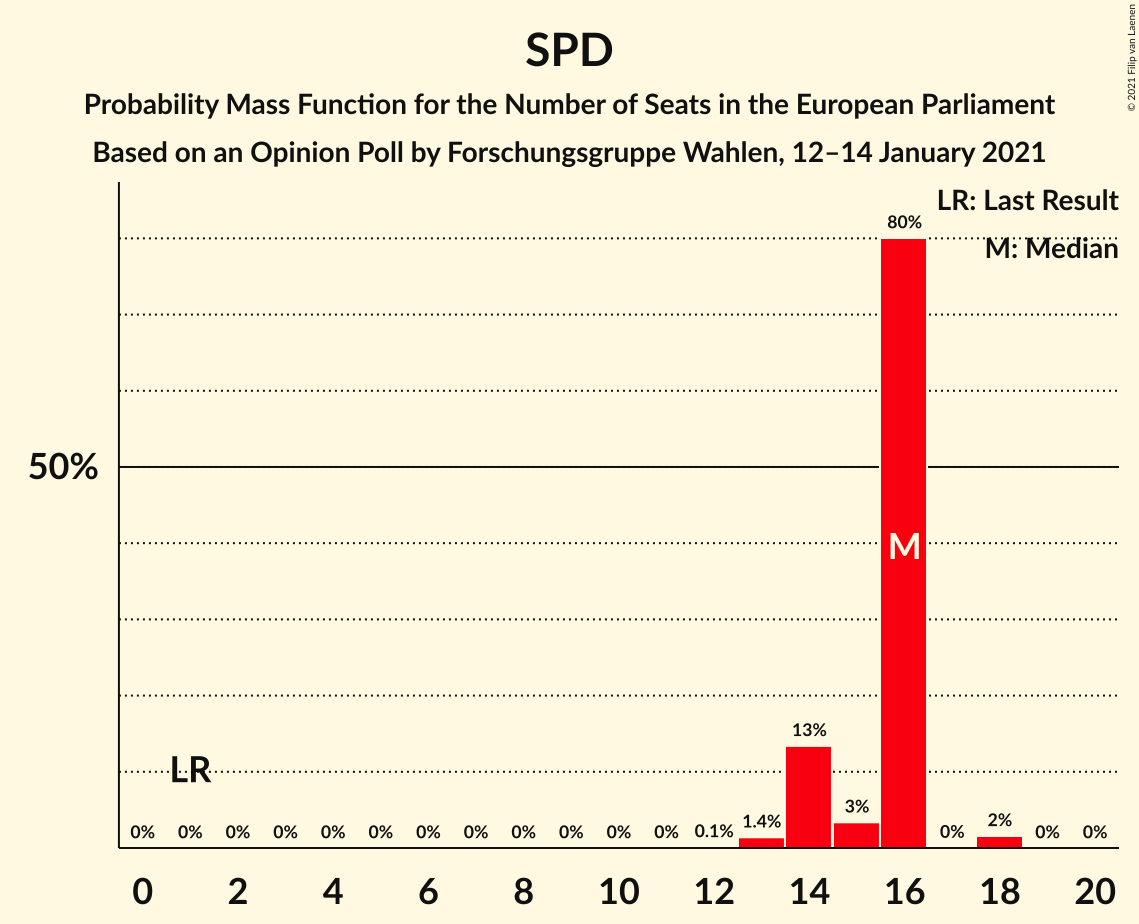 SPD
Probability Mass Function for the Number of Seats in the European Parliament
Based on an Opinion Poll by Forschungsgruppe Wahlen, 12–14 January 2021
© 2021 Filip van Laenen
LR: Last Result
M: Median
80%
50%
M
13%
LR
3%
2%
1.4%
0% 0% 0% 0% 0% 0% 0% 0% 0% 0% 0% 0% 0.1% 0% 0% 0%
0 2 4 6 8 10 12 14 16 18 20